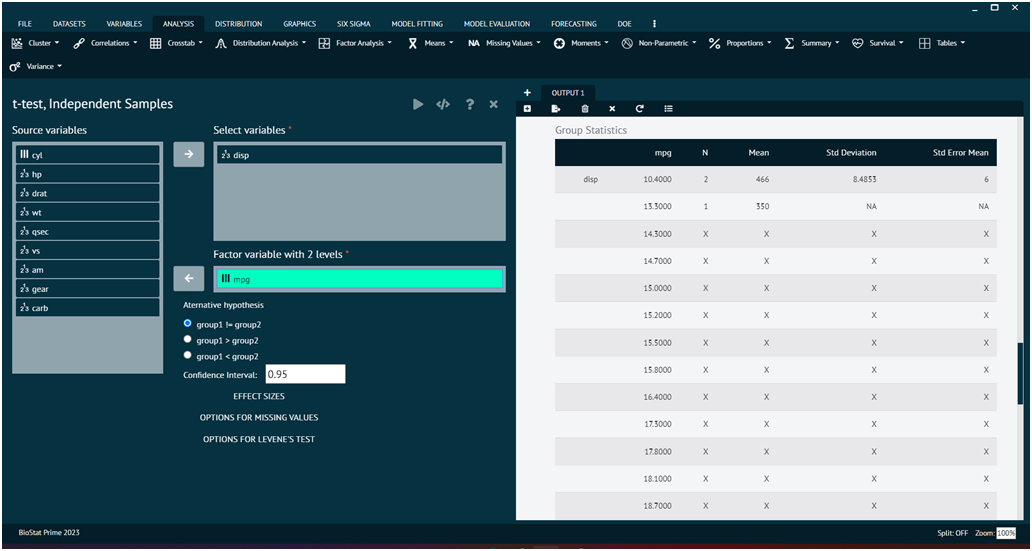 FILE DATASETS VARIABLES ANALYSIS DISTRIBUTION GRAPHICS SIX SIGMA MODEL FITTING MODEL EVALUATION FORECASTING DOE
Cluster Correlations Crosstab Distribution Analysis Factor Analysis Means NA Missing Values Moments Non-Parametric Proportions Summary Survival Tables
σ² Variance
t-test, Independent Samples
Source variables
cyl
hp
drat
wt
qsec
vs
am
gear
carb
Select variables *
disp
Factor variable with 2 levels *
mpg
Aternative hypothesis
group1 != group2
group1 > group2
group1 < group2
Confidence Interval: 0.95
EFFECT SIZES
OPTIONS FOR MISSING VALUES
OPTIONS FOR LEVENE'S TEST
+ OUTPUT 1
Group Statistics
mpg N Mean Std Deviation Std Error Mean
disp 10.4000 2 466 8.4853 6
13.3000 1 350 NA NA
14.3000 X X X X
14.7000 X X X X
15.0000 X X X X
15.2000 X X X X
15.5000 X X X X
15.8000 X X X X
16.4000 X X X X
17.3000 X X X X
17.8000 X X X X
18.1000 X X X X
18.7000 X X X X
BioStat Prime 2023
Split: OFF Zoom: 100%